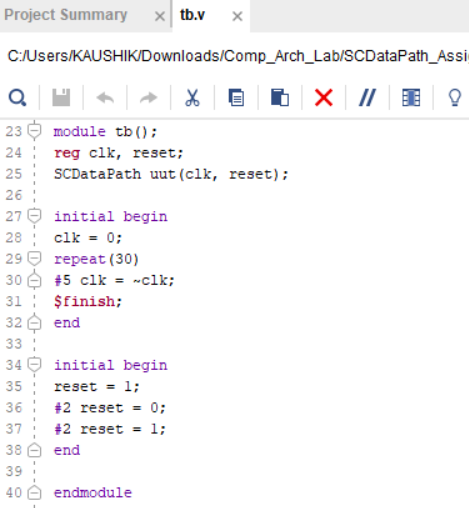 Project Summary × tb.v ×
C:/Users/KAUSHIK/Downloads/Comp_Arch_Lab/SCDataPath_Assi
23 module tb();
24 reg clk, reset;
25 SCDataPath uut(clk, reset);
26
27 initial begin
28 clk = 0;
29 repeat(30)
30 #5 clk = ~clk;
31 $finish;
32 end
33
34 initial begin
35 reset = 1;
36 #2 reset = 0;
37 #2 reset = 1;
38 end
39
40 endmodule